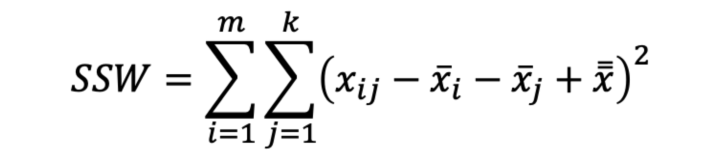 SSW = \sum_{i=1}^{m} \sum_{j=1}^{k} (x_{ij} - \bar{x}_i - \bar{x}_j + \bar{\bar{x}})^2